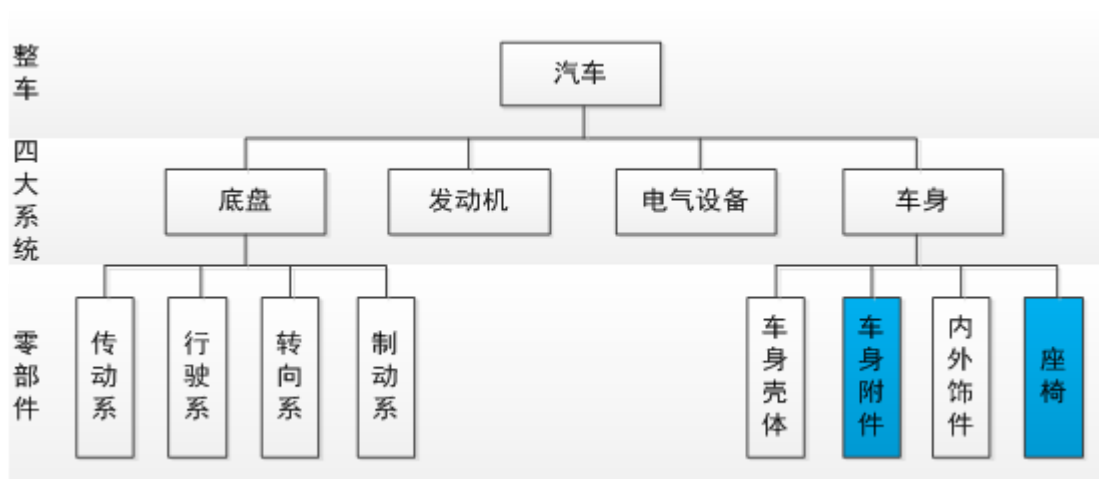 整车
汽车
四大系统
底盘
发动机
电气设备
车身
零部件
传动系
行驶系
转向系
制动系
车身壳体
车身附件
内外饰件
座椅